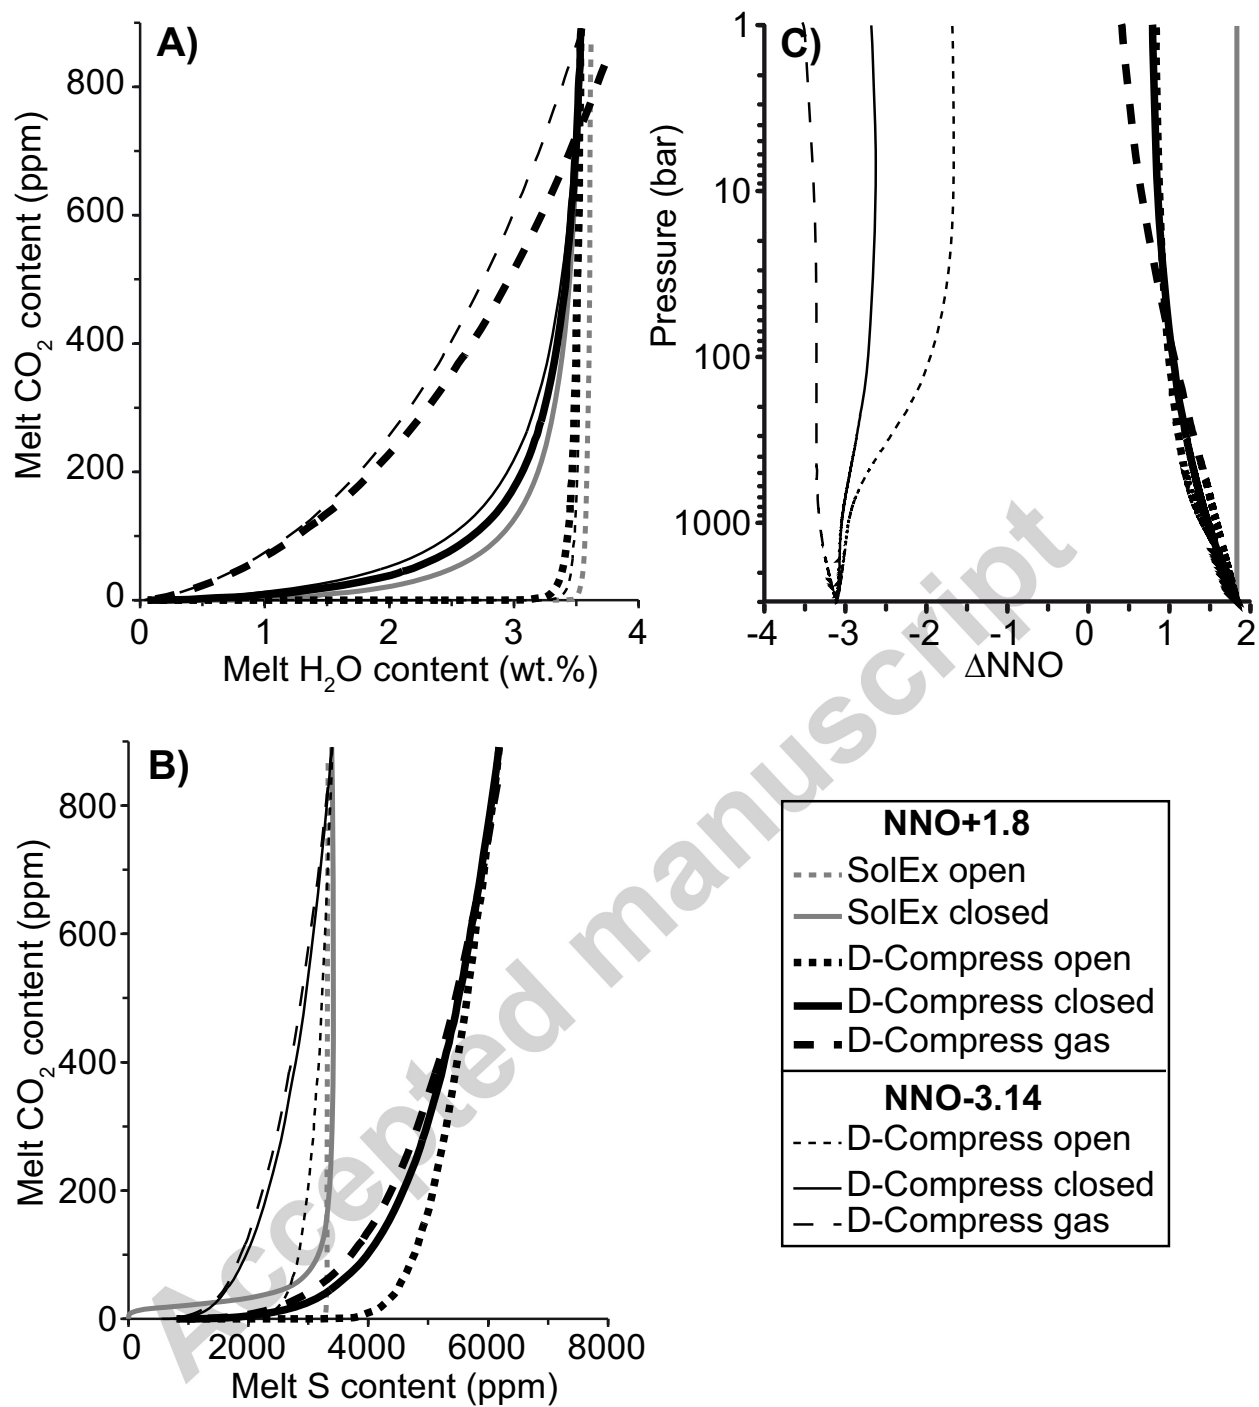 A)
800
600
400
200
0
0 1 2 3 4
Melt CO2 content (ppm)
Melt H2O content (wt.%)
C)
1
10
100
1000
-4 -3 -2 -1 0 1 2
Pressure (bar)
ΔNNO
B)
800
600
400
200
0
0 2000 4000 6000 8000
Melt CO2 content (ppm)
Melt S content (ppm)
NNO+1.8
SolEx open
SolEx closed
D-Compress open
D-Compress closed
D-Compress gas
NNO-3.14
D-Compress open
D-Compress closed
D-Compress gas
Accepted manuscript